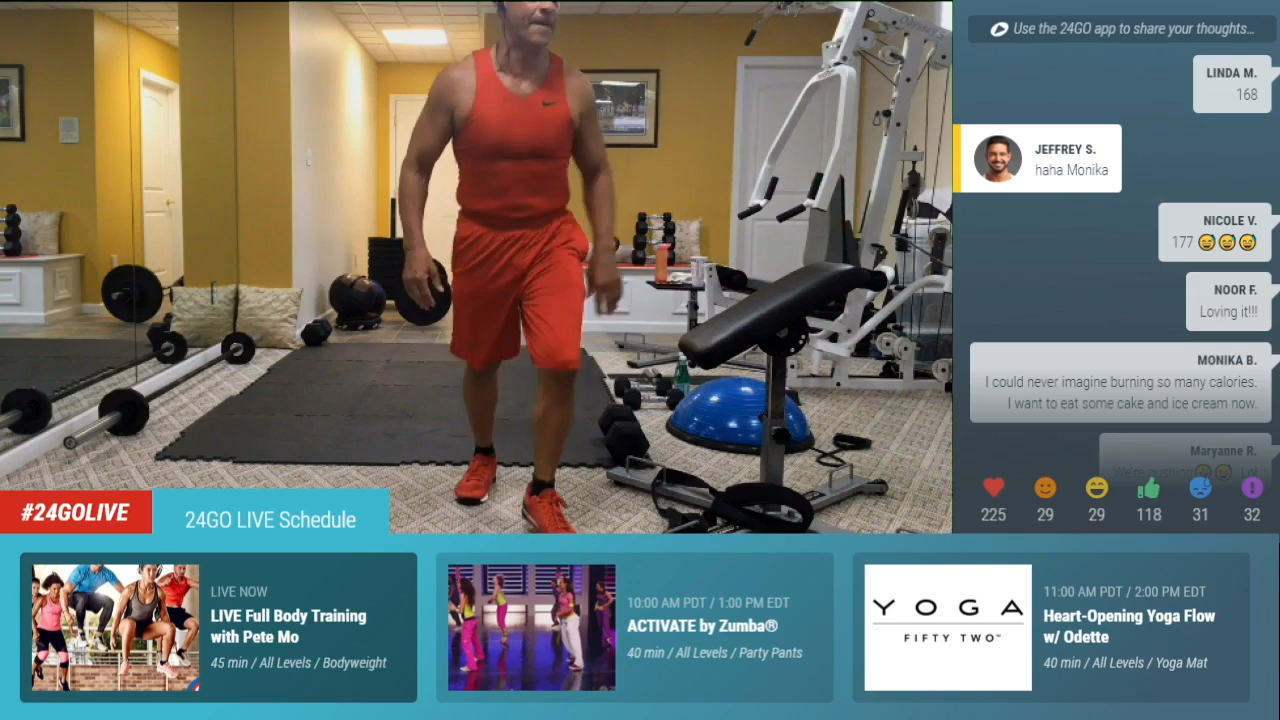 Use the 24GO app to share your thoughts...
LINDA M.
168
JEFFREY S.
haha Monika
NICOLE V.
177 😅😅😅
NOOR F.
Loving it!!!
MONIKA B.
I could never imagine burning so many calories.
I want to eat some cake and ice cream now.
Maryanne R.
We're pushing
225
29
29
118
31
32
#24GOLIVE
24GO LIVE Schedule
LIVE NOW
LIVE Full Body Training
with Pete Mo
45 min / All Levels / Bodyweight
10:00 AM PDT / 1:00 PM EDT
ACTIVATE by Zumba®
40 min / All Levels / Party Pants
YOGA
FIFTY TWO™
11:00 AM PDT / 2:00 PM EDT
Heart-Opening Yoga Flow
w/ Odette
40 min / All Levels / Yoga Mat